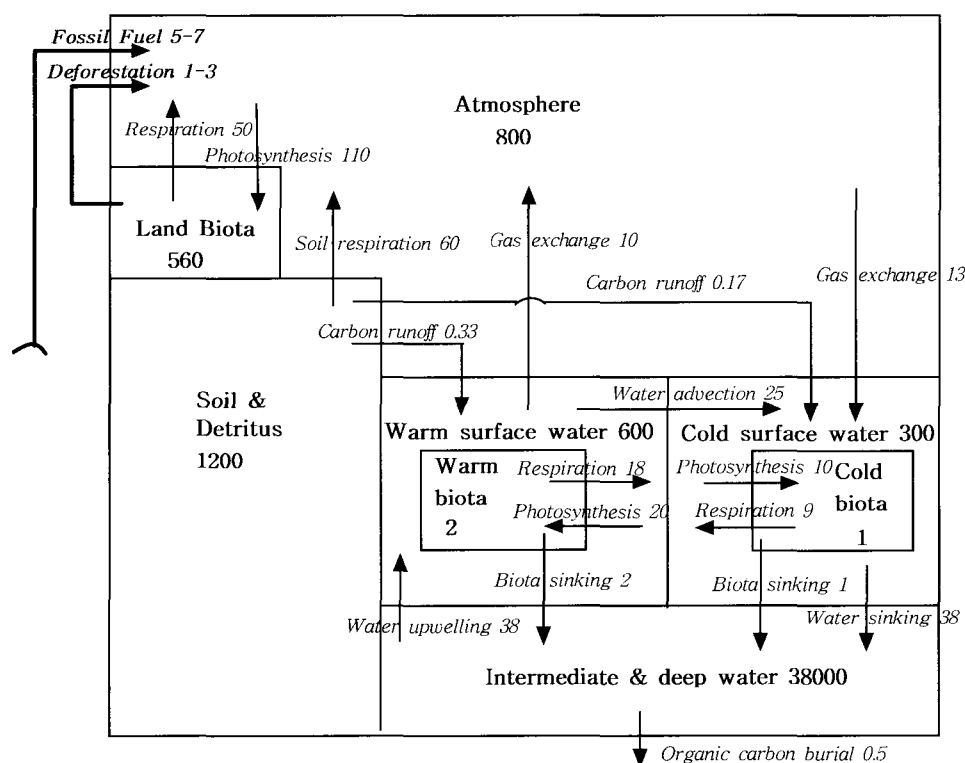 Fossil Fuel 5-7
Deforestation 1-3
Atmosphere
800
Respiration 50
Photosynthesis 110
Land Biota
560
Soil respiration 60
Gas exchange 10
Gas exchange 13
Carbon runoff 0.17
Carbon runoff 0.33
Soil &
Detritus
1200
Water advection 25
Warm surface water 600
Cold surface water 300
Warm
biota
2
Respiration 18
Photosynthesis 20
Photosynthesis 10
Respiration 9
Cold
biota
1
Biota sinking 2
Biota sinking 1
Water upwelling 38
Water sinking 38
Intermediate & deep water 38000
Organic carbon burial 0.5